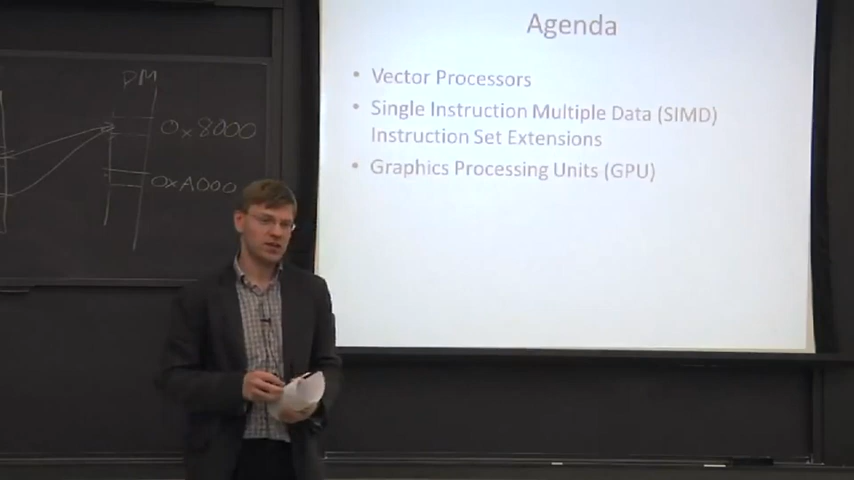 DM
0x8000
0xA000
Agenda
• Vector Processors
• Single Instruction Multiple Data (SIMD)
Instruction Set Extensions
• Graphics Processing Units (GPU)